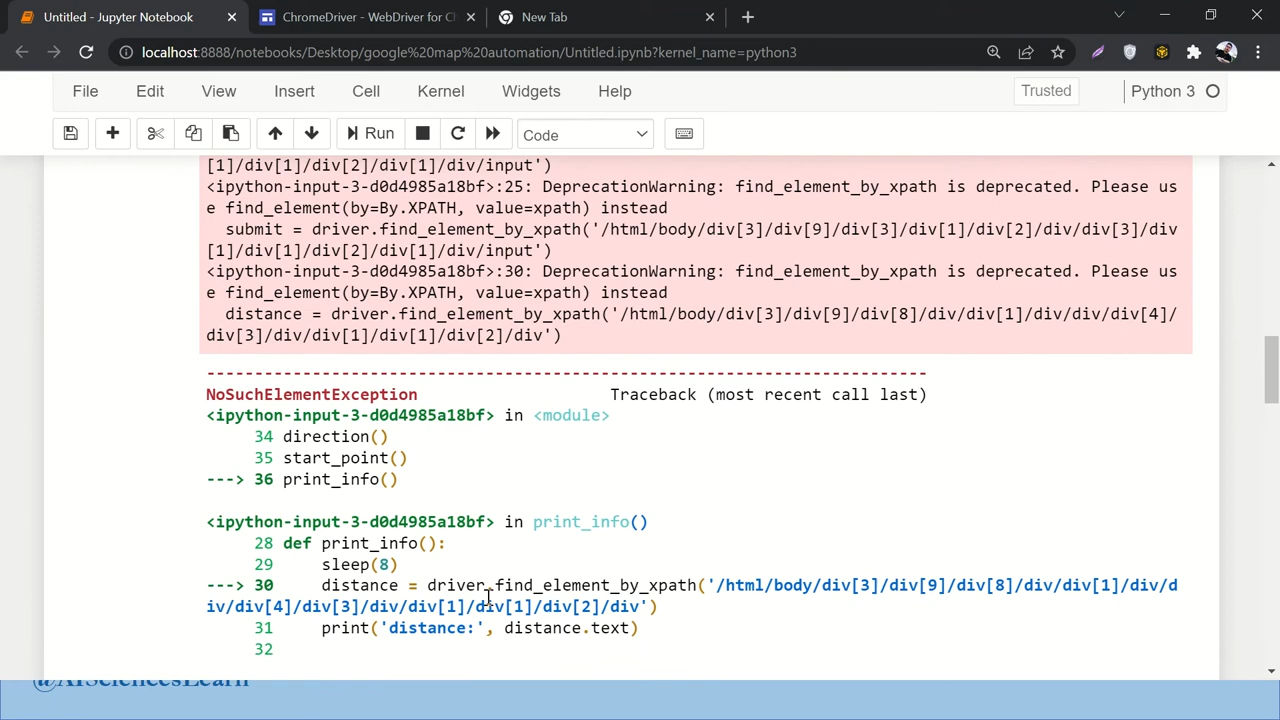 Untitled - Jupyter Notebook
ChromeDriver - WebDriver for Ch
New Tab
localhost:8888/notebooks/Desktop/google%20map%20automation/Untitled.ipynb?kernel_name=python3
File Edit View Insert Cell Kernel Widgets Help
Trusted
Python 3
Run
Code
[1]/div[1]/div[2]/div[1]/div/input')
<ipython-input-3-d0d4985a18bf>:25: DeprecationWarning: find_element_by_xpath is deprecated. Please us
e find_element(by=By.XPATH, value=xpath) instead
submit = driver.find_element_by_xpath('/html/body/div[3]/div[9]/div[3]/div[1]/div[2]/div/div[3]/div
[1]/div[1]/div[2]/div[1]/div/input')
<ipython-input-3-d0d4985a18bf>:30: DeprecationWarning: find_element_by_xpath is deprecated. Please us
e find_element(by=By.XPATH, value=xpath) instead
distance = driver.find_element_by_xpath('/html/body/div[3]/div[9]/div[8]/div/div[1]/div/div/div[4]/
div[3]/div/div[1]/div[1]/div[2]/div')
---------------------------------------------------------------------------
NoSuchElementException Traceback (most recent call last)
<ipython-input-3-d0d4985a18bf> in <module>
34 direction()
35 start_point()
---> 36 print_info()
<ipython-input-3-d0d4985a18bf> in print_info()
28 def print_info():
29 sleep(8)
---> 30 distance = driver.find_element_by_xpath('/html/body/div[3]/div[9]/div[8]/div/div[1]/div/d
iv/div[4]/div[3]/div/div[1]/div[1]/div[2]/div')
31 print('distance:', distance.text)
32
@AISciencesLearn